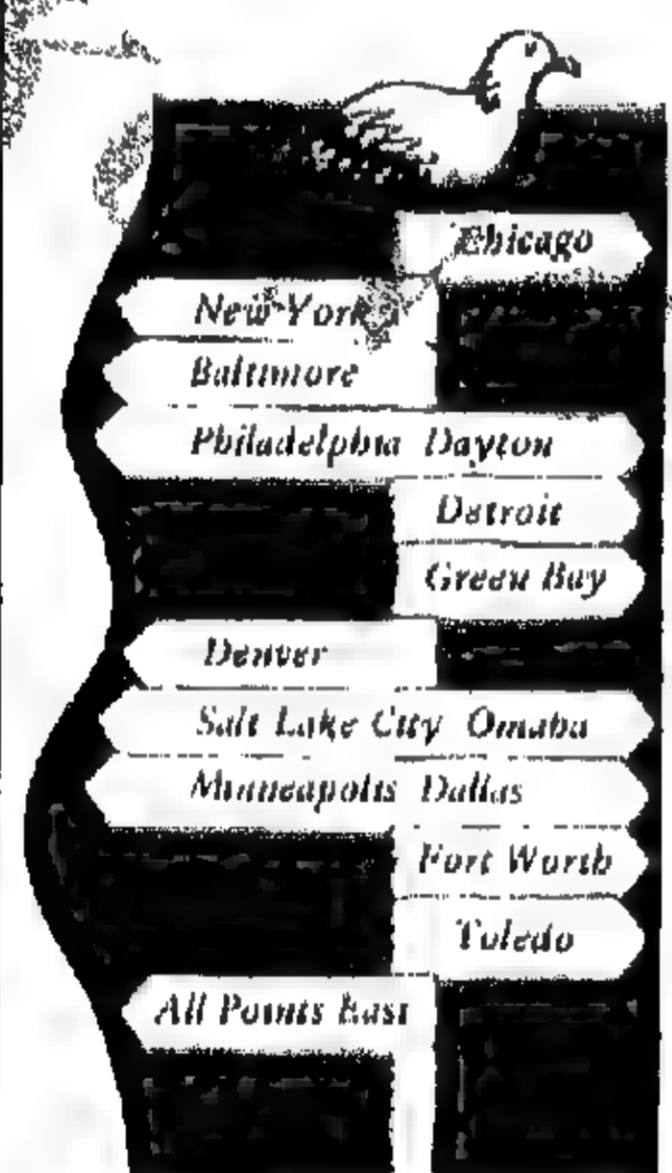 Chicago
New York
Baltimore
Philadelphia Dayton
Detroit
Green Bay
Denver
Salt Lake City Omaha
Minneapolis Dallas
Fort Worth
Toledo
All Points East